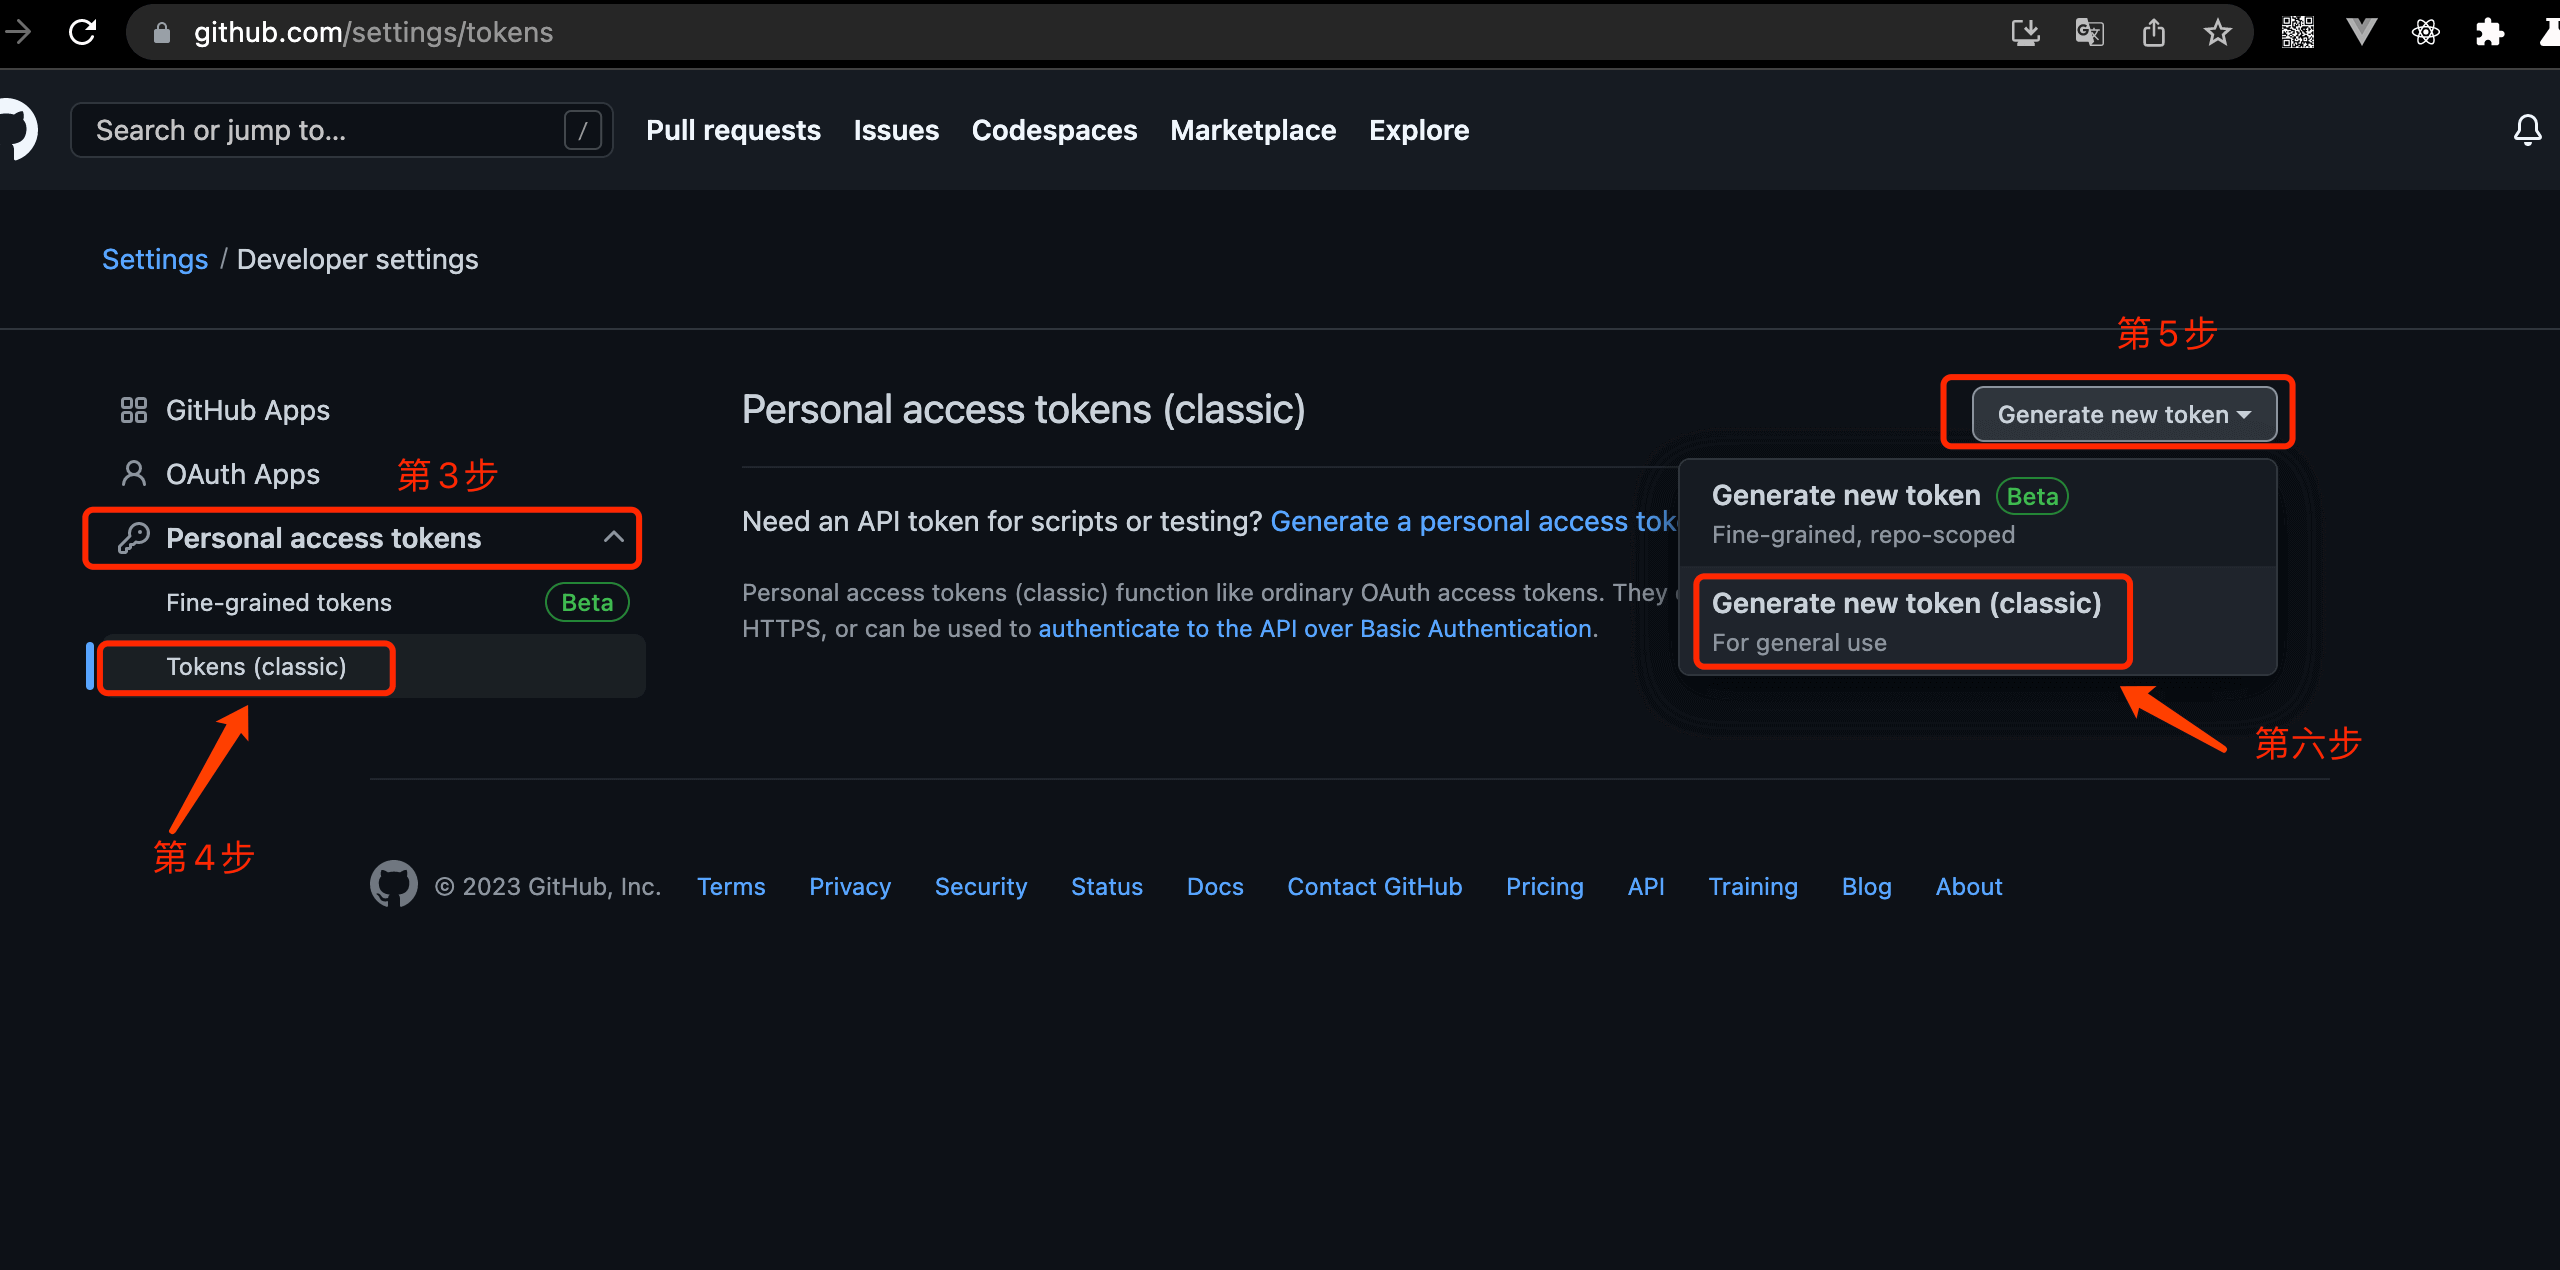 github.com/settings/tokens
Search or jump to... /
Pull requests Issues Codespaces Marketplace Explore
Settings / Developer settings
第5步
GitHub Apps
Personal access tokens (classic)
Generate new token
OAuth Apps
第3步
Generate new token Beta
Fine-grained, repo-scoped
Personal access tokens
Need an API token for scripts or testing? Generate a personal access tok
Fine-grained tokens Beta
Personal access tokens (classic) function like ordinary OAuth access tokens. They
HTTPS, or can be used to authenticate to the API over Basic Authentication.
Generate new token (classic)
For general use
Tokens (classic)
第六步
第4步
© 2023 GitHub, Inc. Terms Privacy Security Status Docs Contact GitHub Pricing API Training Blog About